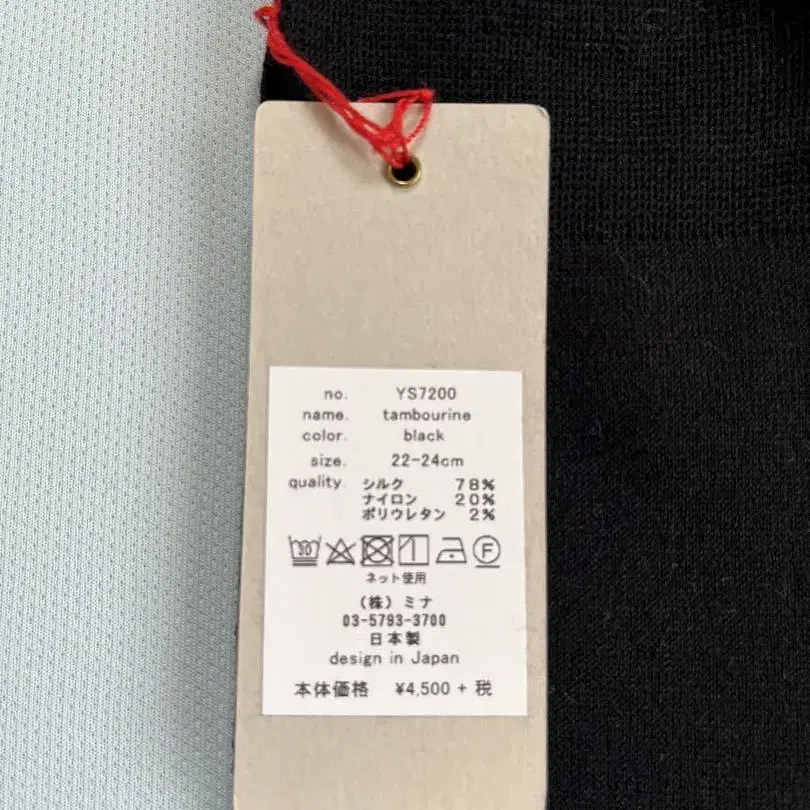 no. YS7200
name. tambourine
color. black
size. 22-24cm
quality. シルク 78%
ナイロン 20%
ポリウレタン 2%
30 F
ネット使用
(株) ミナ
03-5793-3700
日本製
design in Japan
本体価格 ¥4,500 + 税